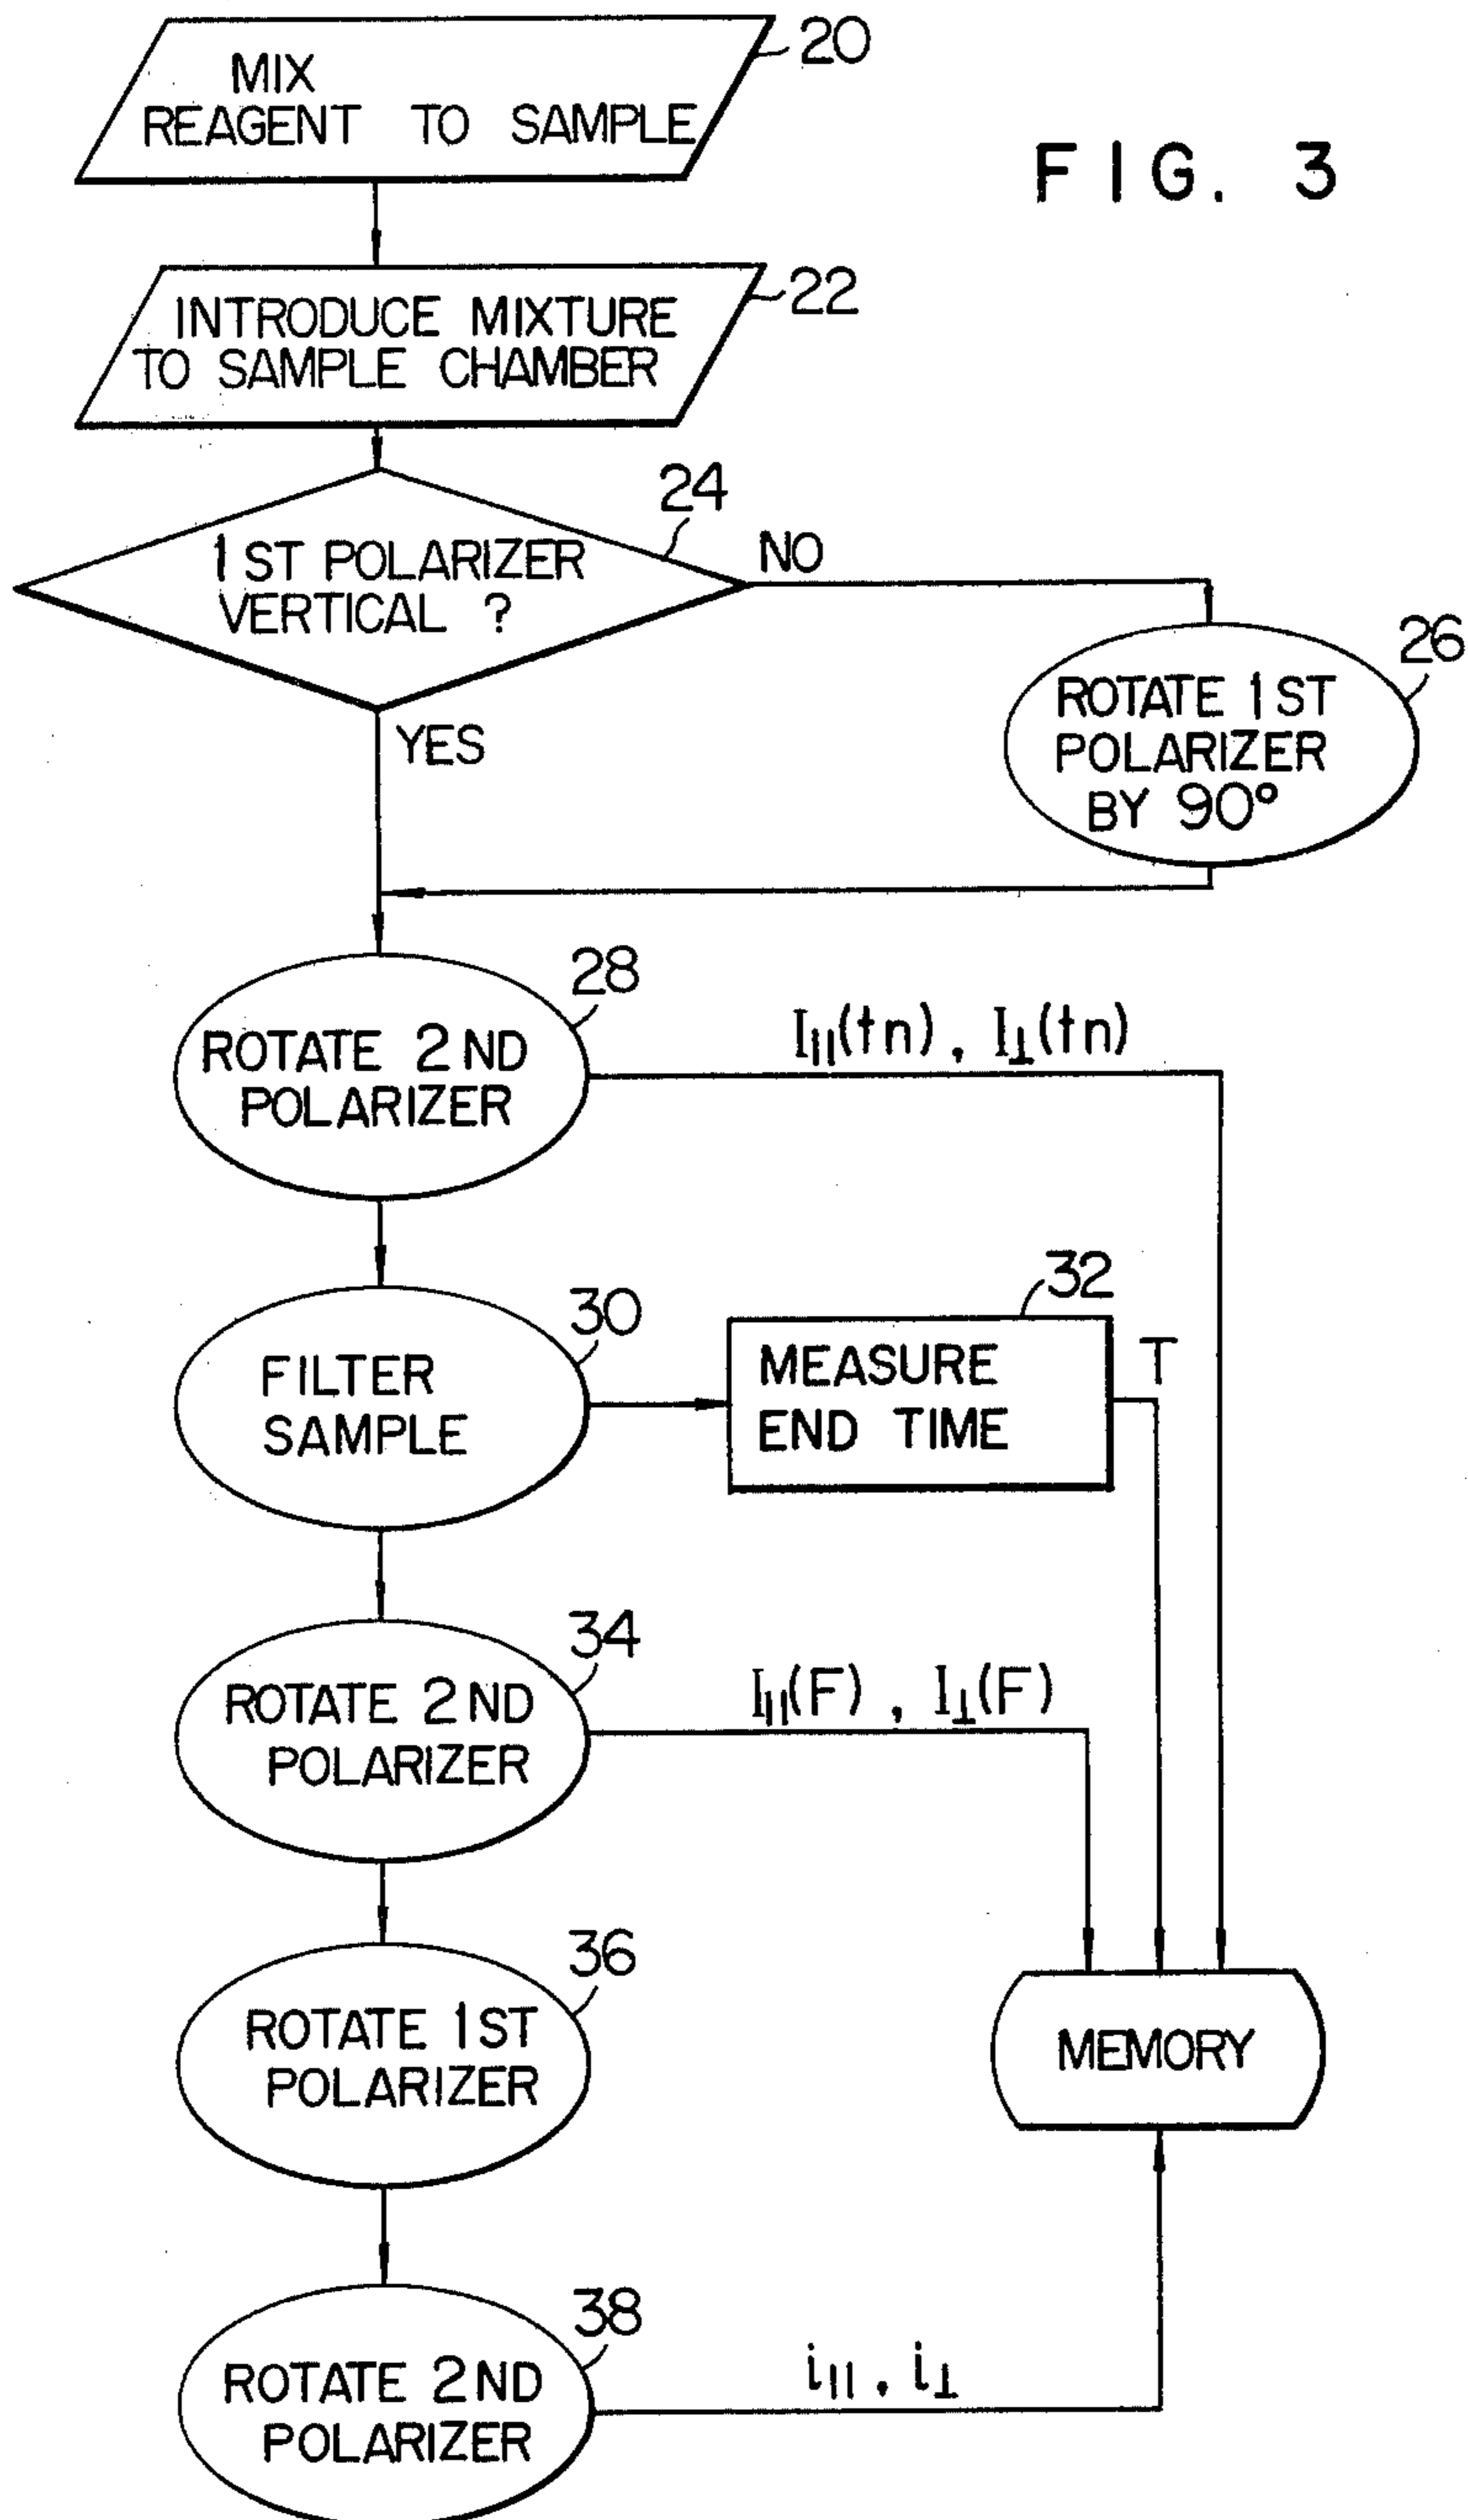 20
MIX
REAGENT TO SAMPLE
FIG. 3
22
INTRODUCE MIXTURE
TO SAMPLE CHAMBER
24
1ST POLARIZER
VERTICAL ?
NO
YES
26
ROTATE 1ST
POLARIZER
BY 90°
28
ROTATE 2ND
POLARIZER
I∥(tn), I⊥(tn)
30
FILTER
SAMPLE
32
MEASURE
END TIME
T
34
ROTATE 2ND
POLARIZER
I∥(F), I⊥(F)
36
ROTATE 1ST
POLARIZER
MEMORY
38
ROTATE 2ND
POLARIZER
i∥, i⊥